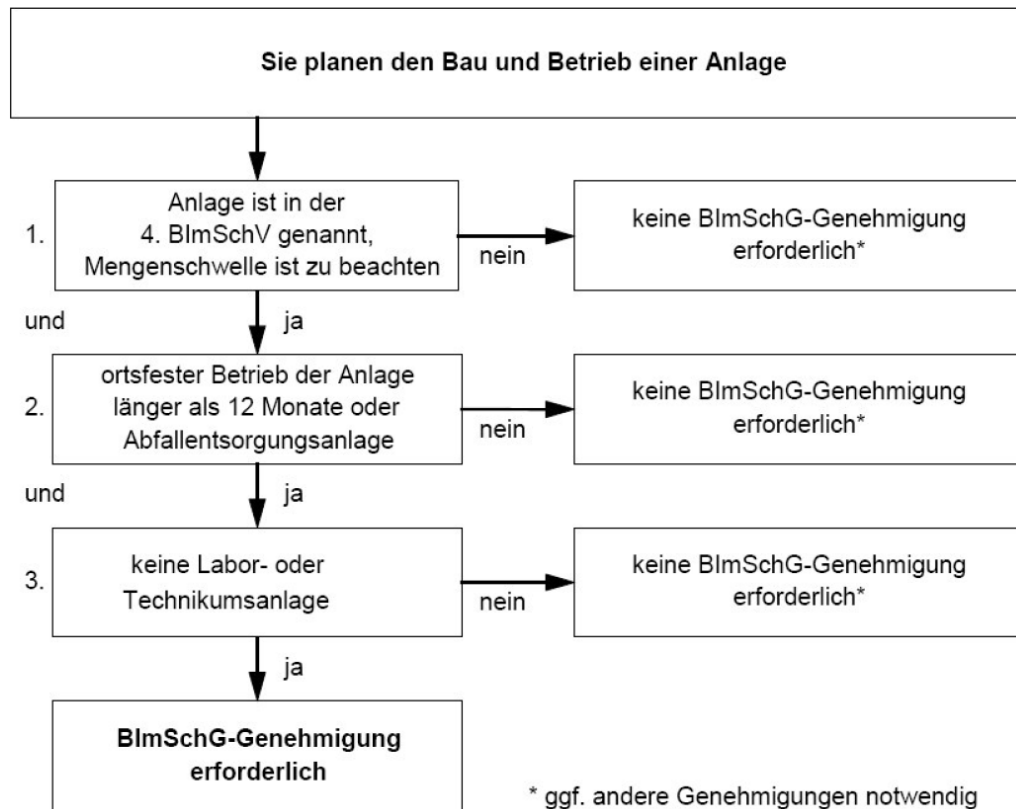 Sie planen den Bau und Betrieb einer Anlage
1.
Anlage ist in der
4. BImSchV genannt,
Mengenschwelle ist zu beachten
nein
keine BImSchG-Genehmigung
erforderlich*
und
ja
2.
ortsfester Betrieb der Anlage
länger als 12 Monate oder
Abfallentsorgungsanlage
nein
keine BImSchG-Genehmigung
erforderlich*
und
ja
3.
keine Labor- oder
Technikumsanlage
nein
keine BImSchG-Genehmigung
erforderlich*
ja
BImSchG-Genehmigung
erforderlich
* ggf. andere Genehmigungen notwendig